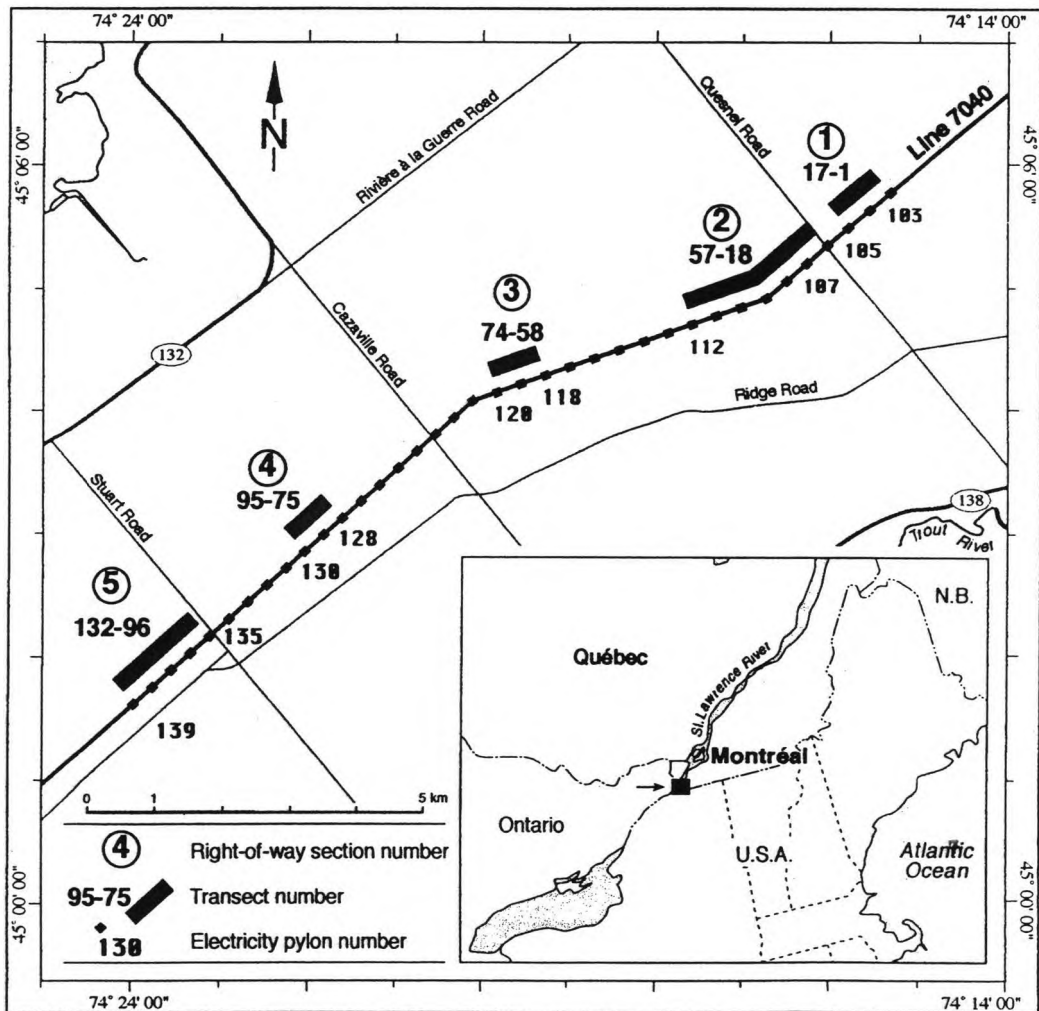 74° 24' 00"
74° 14' 00"
45° 06' 00"
45° 06' 00"
N
Rivière à la Guerre Road
Quesnel Road
Line 7040
1
17-1
103
105
107
2
57-18
112
3
74-58
118
120
Cazaville Road
132
Ridge Road
4
95-75
128
130
Stuart Road
138
Trout River
5
132-96
135
139
0 1 5 km
4 Right-of-way section number
95-75 Transect number
130 Electricity pylon number
N.B.
Québec
St. Lawrence River
Montréal
Ontario
U.S.A.
Atlantic
Ocean
45° 00' 00"
45° 00' 00"
74° 24' 00"
74° 14' 00"